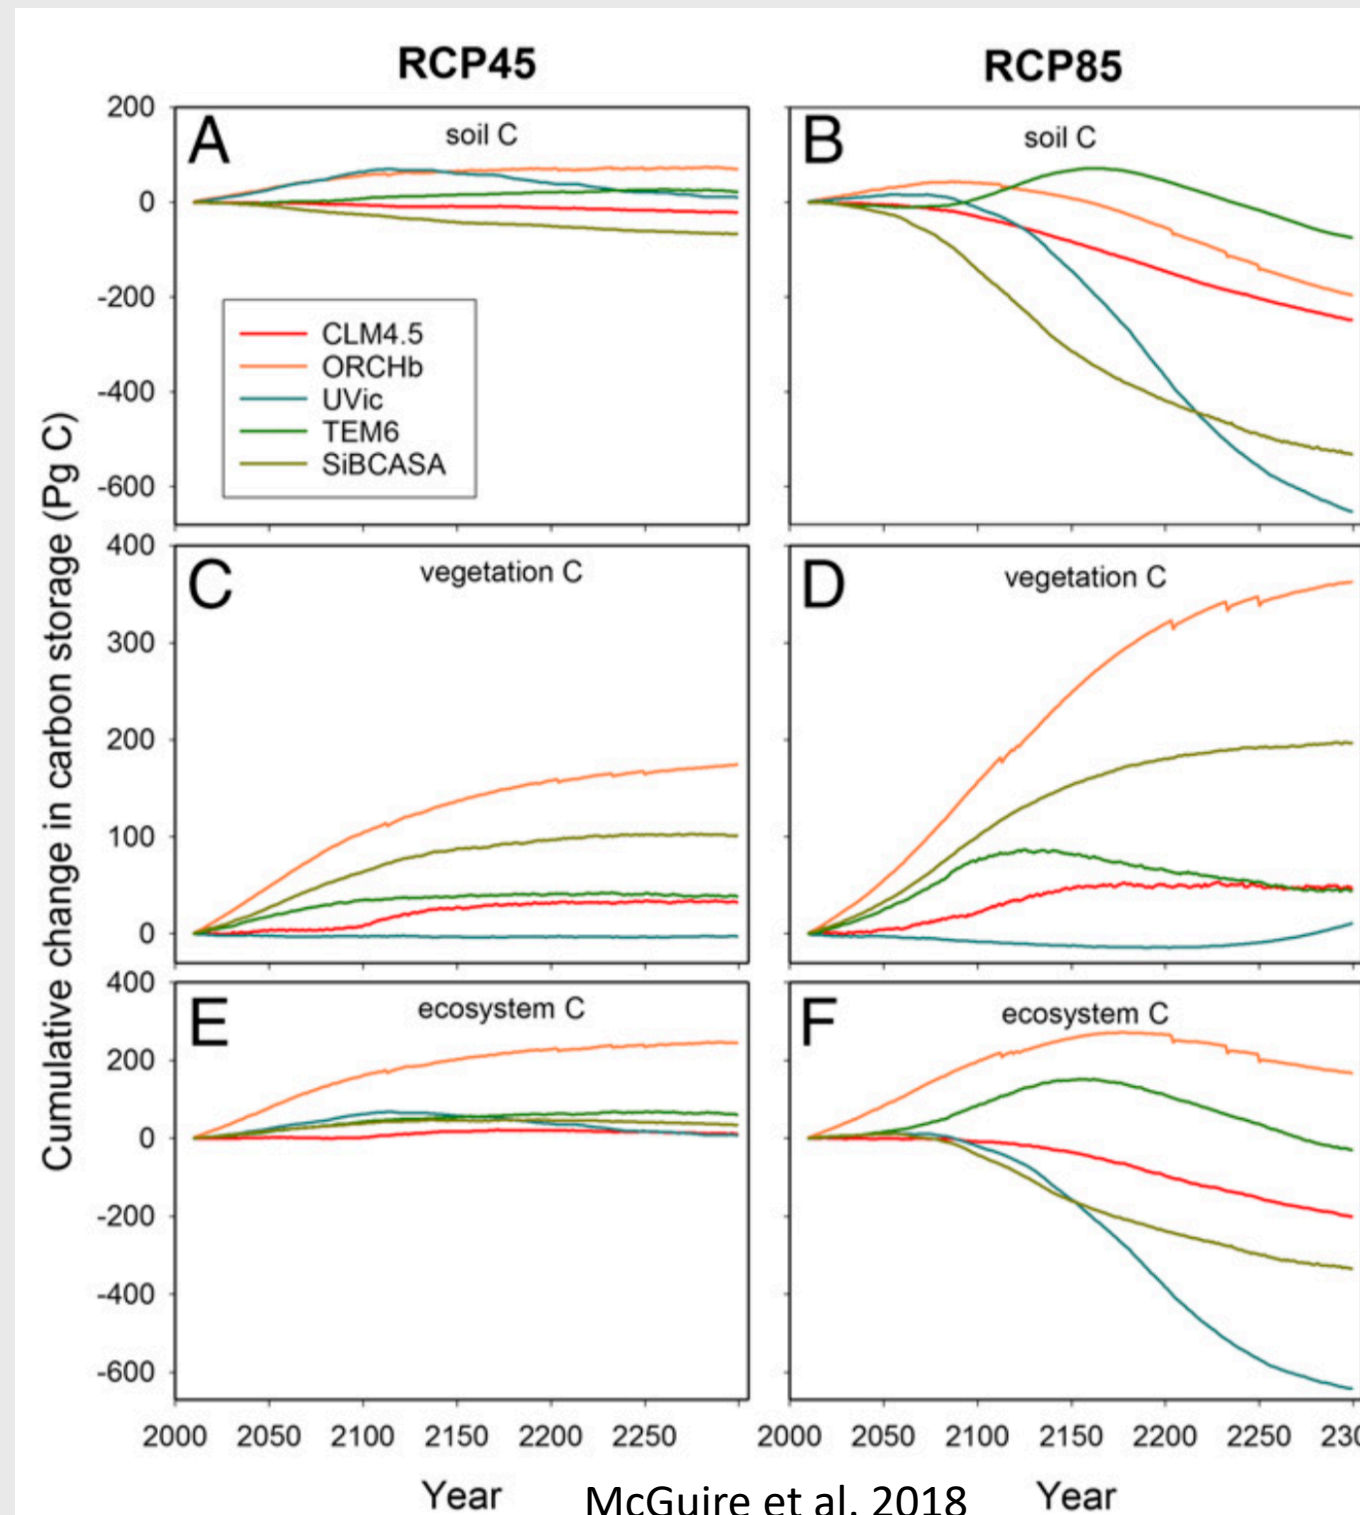 RCP45
RCP85
Cumulative change in carbon storage (Pg C)
A
soil C
200
0
-200
-400
-600
CLM4.5
ORCHb
UVic
TEM6
SiBCASA
B
soil C
C
vegetation C
400
300
200
100
0
D
vegetation C
E
ecosystem C
400
200
0
-200
-400
-600
F
ecosystem C
2000 2050 2100 2150 2200 2250
2000 2050 2100 2150 2200 2250 230
Year
McGuire et al. 2018
Year